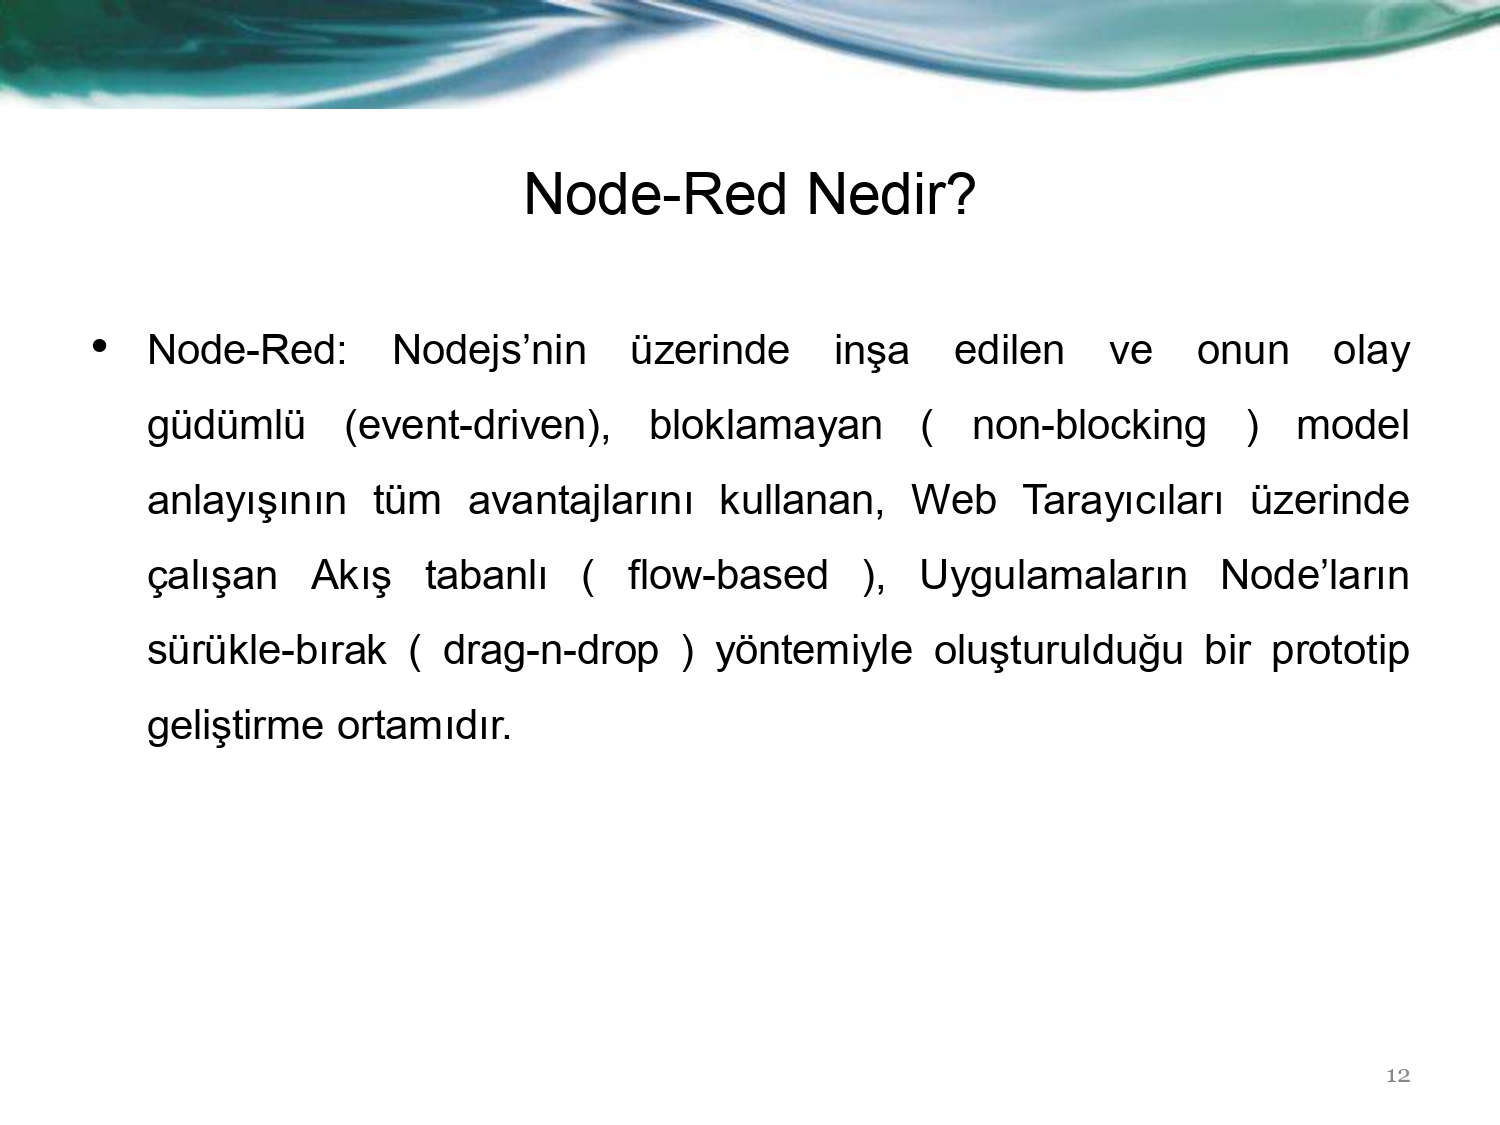 Node-Red Nedir?
• Node-Red: Nodejs’nin üzerinde inşa edilen ve onun olay
güdümlü (event-driven), bloklamayan ( non-blocking ) model
anlayışının tüm avantajlarını kullanan, Web Tarayıcıları üzerinde
çalışan Akış tabanlı ( flow-based ), Uygulamaların Node’ların
sürükle-bırak ( drag-n-drop ) yöntemiyle oluşturulduğu bir prototip
geliştirme ortamıdır.
12